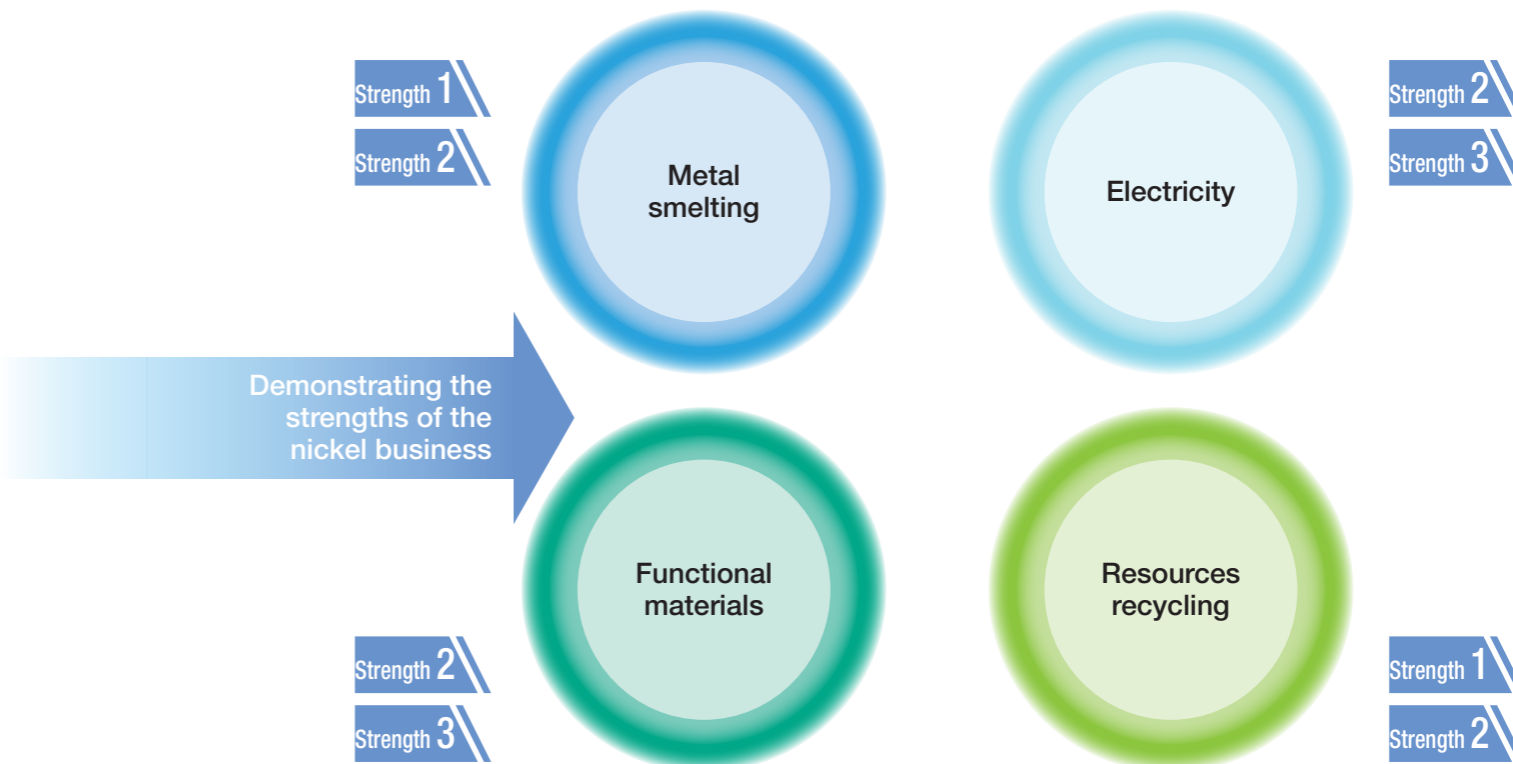 Strength 1
Strength 2
Metal
smelting
Electricity
Strength 2
Strength 3
Demonstrating the
strengths of the
nickel business
Functional
materials
Strength 2
Strength 3
Resources
recycling
Strength 1
Strength 2